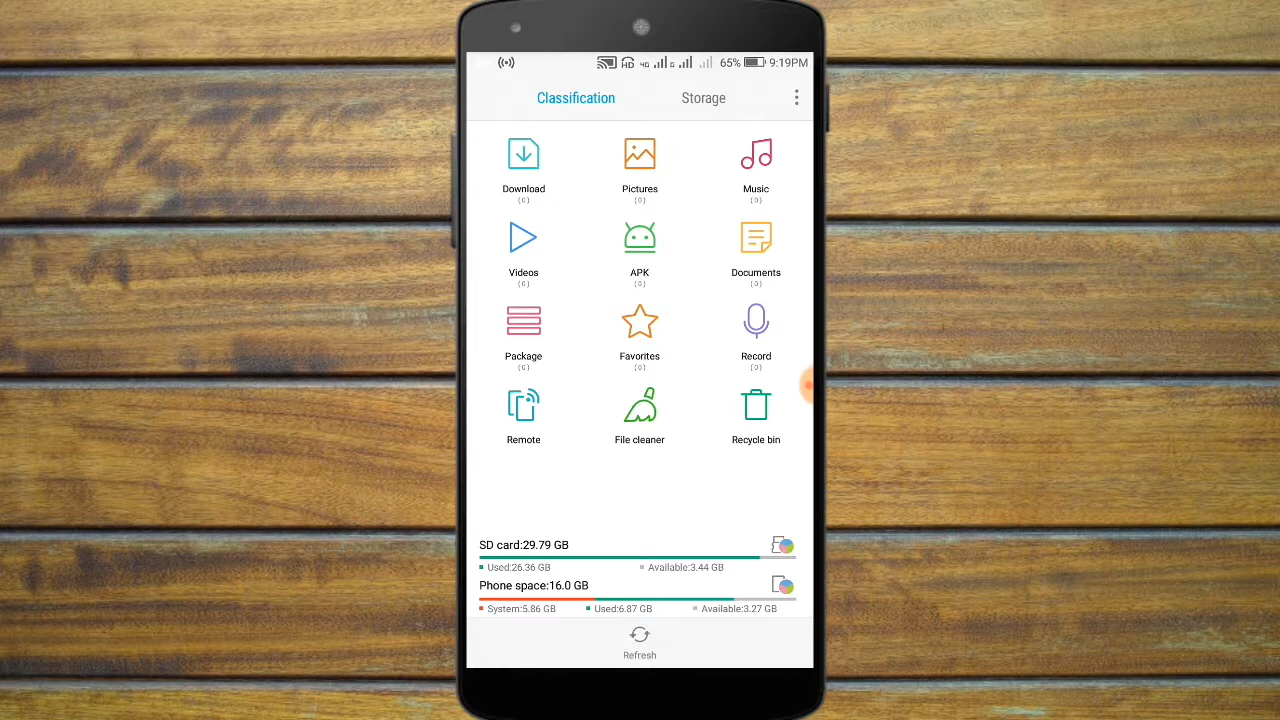 HD 4G G 65% 9:19PM
Classification Storage
Download Pictures Music
(0) (0) (0)
Videos APK Documents
(0) (0) (0)
Package Favorites Record
(0) (0) (0)
Remote File cleaner Recycle bin
SD card:29.79 GB
Used:26.36 GB Available:3.44 GB
Phone space:16.0 GB
System:5.86 GB Used:6.87 GB Available:3.27 GB
Refresh